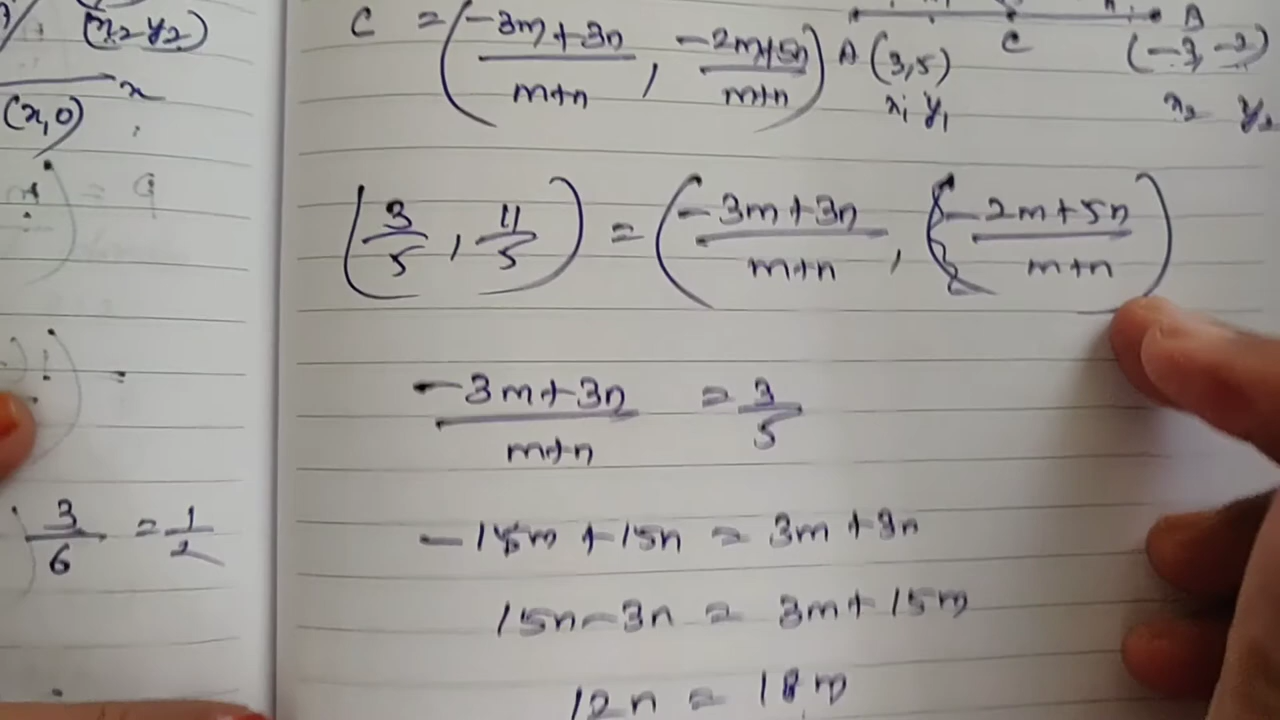 (x2 y2)
x
(x,0)
3/6 = 1/2
C = (-3m+3n/m+n, -2m+5n/m+n)
A C A
A (3,5) (-3,-2)
x1 y1 x2 y2
(3/5, 11/5) = (-3m+3n/m+n, -2m+5n/m+n)
-3m+3n/m+n = 3/5
-15m+15n = 3m+3n
15n-3n = 3m+15m
12n = 18m